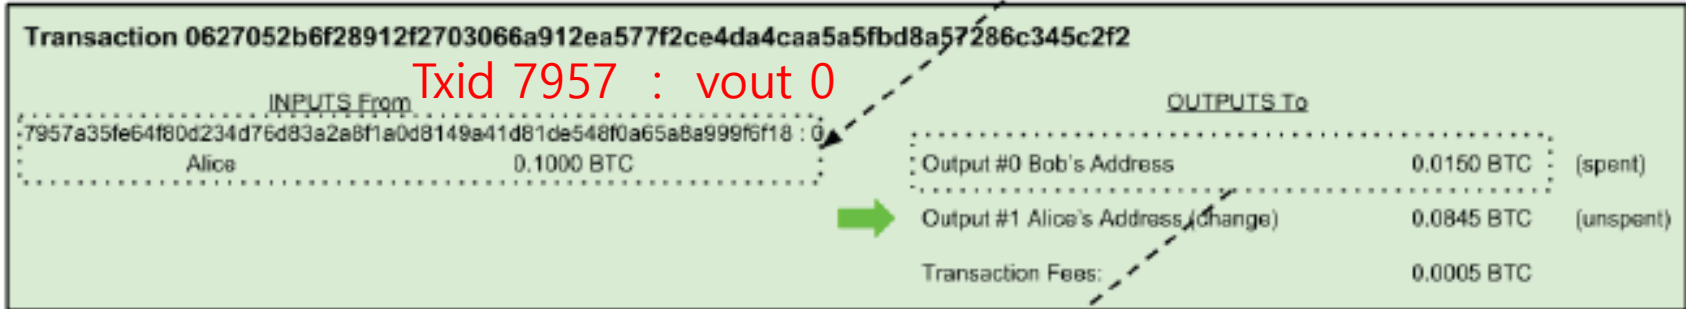 Transaction 0627052b6f28912f2703066a912ea577f2ce4da4caa5a5fbd8a57286c345c2f2
Txid 7957 : vout 0
INPUTS From
7957a35fe64f80d234d76d83a2a8f1a0d8149a41d81de548f0a65a8a999f6f18 : 0
Alice 0.1000 BTC
OUTPUTS To
Output #0 Bob's Address 0.0150 BTC (spent)
Output #1 Alice's Address (change) 0.0845 BTC (unspent)
Transaction Fees: 0.0005 BTC